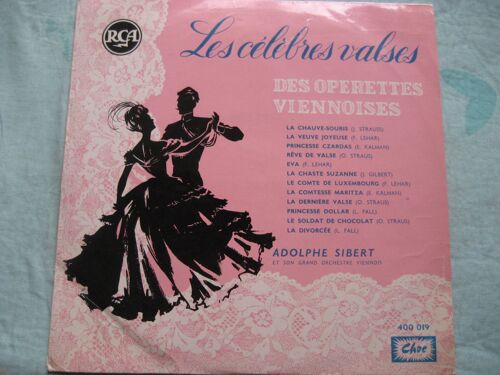 RCA
Les célèbres valses
DES OPERETTES
VIENNOISES
LA CHAUVE-SOURIS (J. STRAUSS)
LA VEUVE JOYEUSE (F. LEHAR)
PRINCESSE CZARDAS (E. KALMAN)
RÊVE DE VALSE (O. STRAUS)
EVA (F. LEHAR)
LA CHASTE SUZANNE (J. GILBERT)
LE COMTE DE LUXEMBOURG (F. LEHAR)
LA COMTESSE MARITZA (E. KALMAN)
LA DERNIÈRE VALSE (O. STRAUS)
PRINCESSE DOLLAR (L. FALL)
LE SOLDAT DE CHOCOLAT (O. STRAUS)
LA DIVORCÉE (L. FALL)
ADOLPHE SIBERT
ET SON GRAND ORCHESTRE VIENNOIS
400 019
Choc